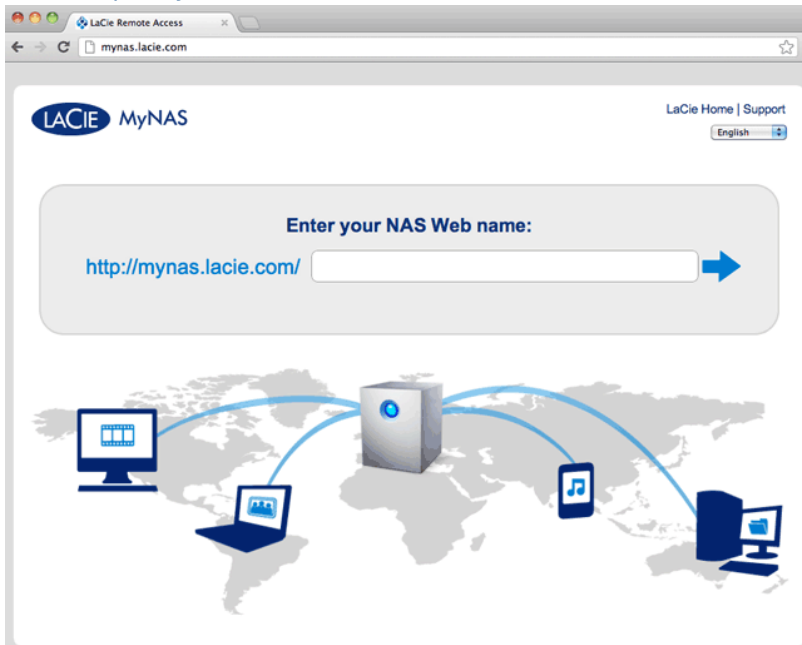 LaCie Remote Access
mynas.lacie.com
LACIE MyNAS
LaCie Home | Support
English
Enter your NAS Web name:
http://mynas.lacie.com/